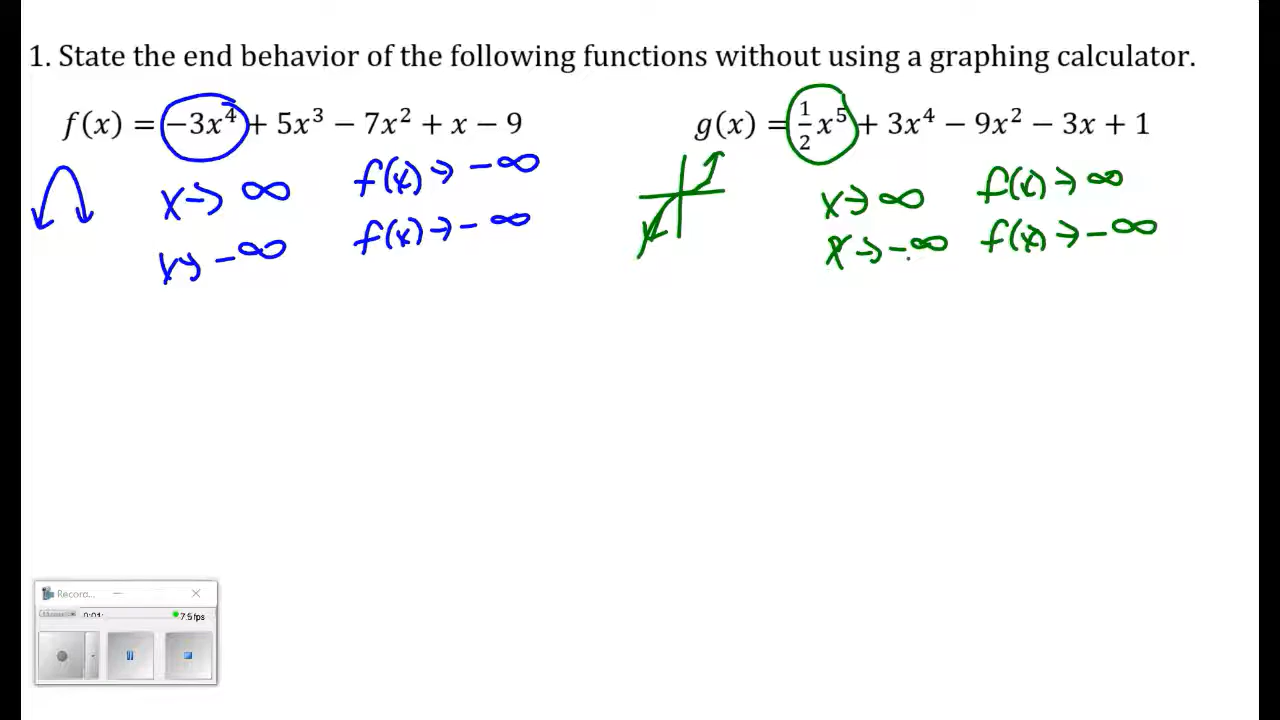 1. State the end behavior of the following functions without using a graphing calculator.
f(x) = −3x⁴ + 5x³ − 7x² + x − 9
g(x) = ½x⁵ + 3x⁴ − 9x² − 3x + 1
x → ∞ f(x) → −∞
x → −∞ f(x) → −∞
x → ∞ f(x) → ∞
x → −∞ f(x) → −∞
Recora...
7.5 fps